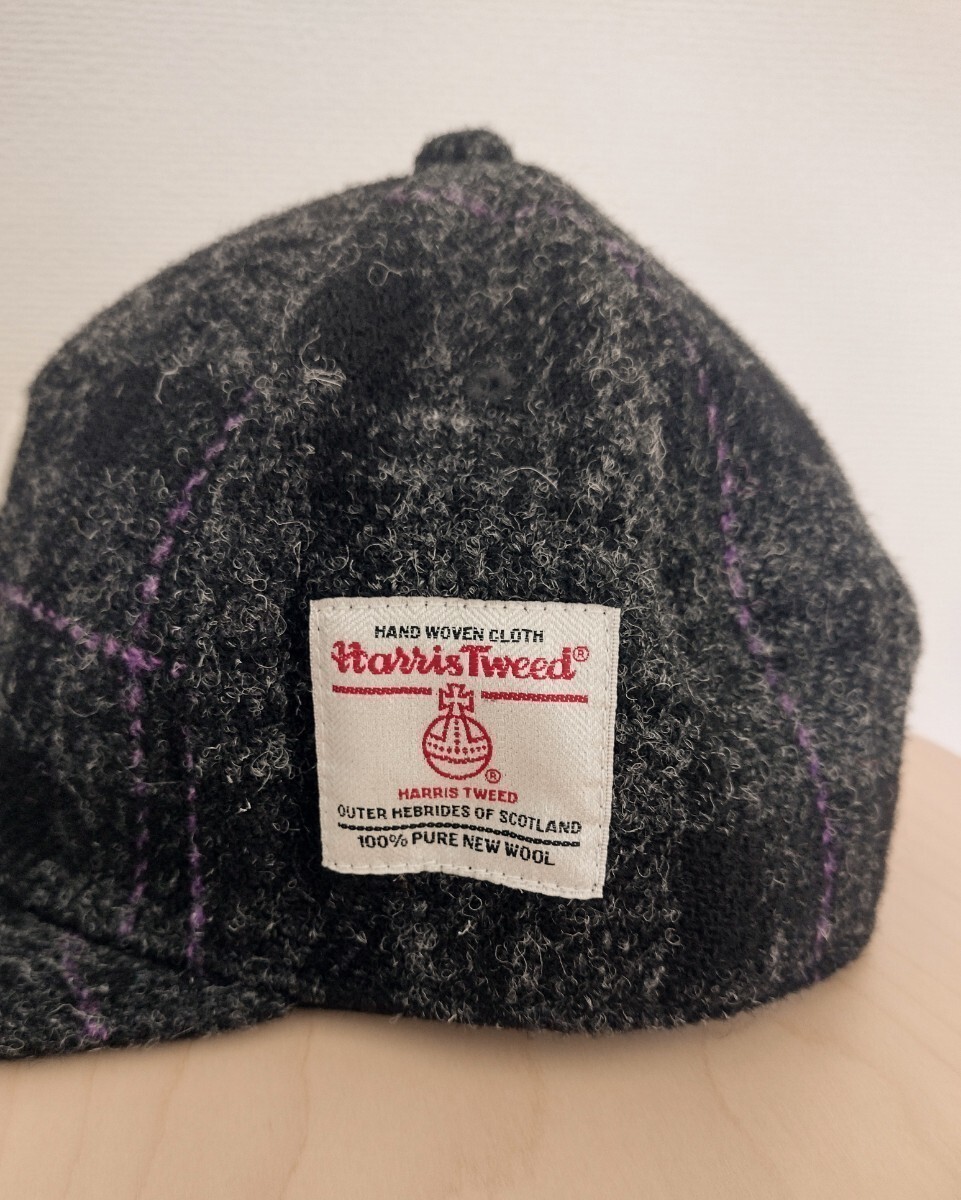 HAND WOVEN CLOTH
Harris Tweed®
®
HARRIS TWEED
OUTER HEBRIDES OF SCOTLAND
100% PURE NEW WOOL